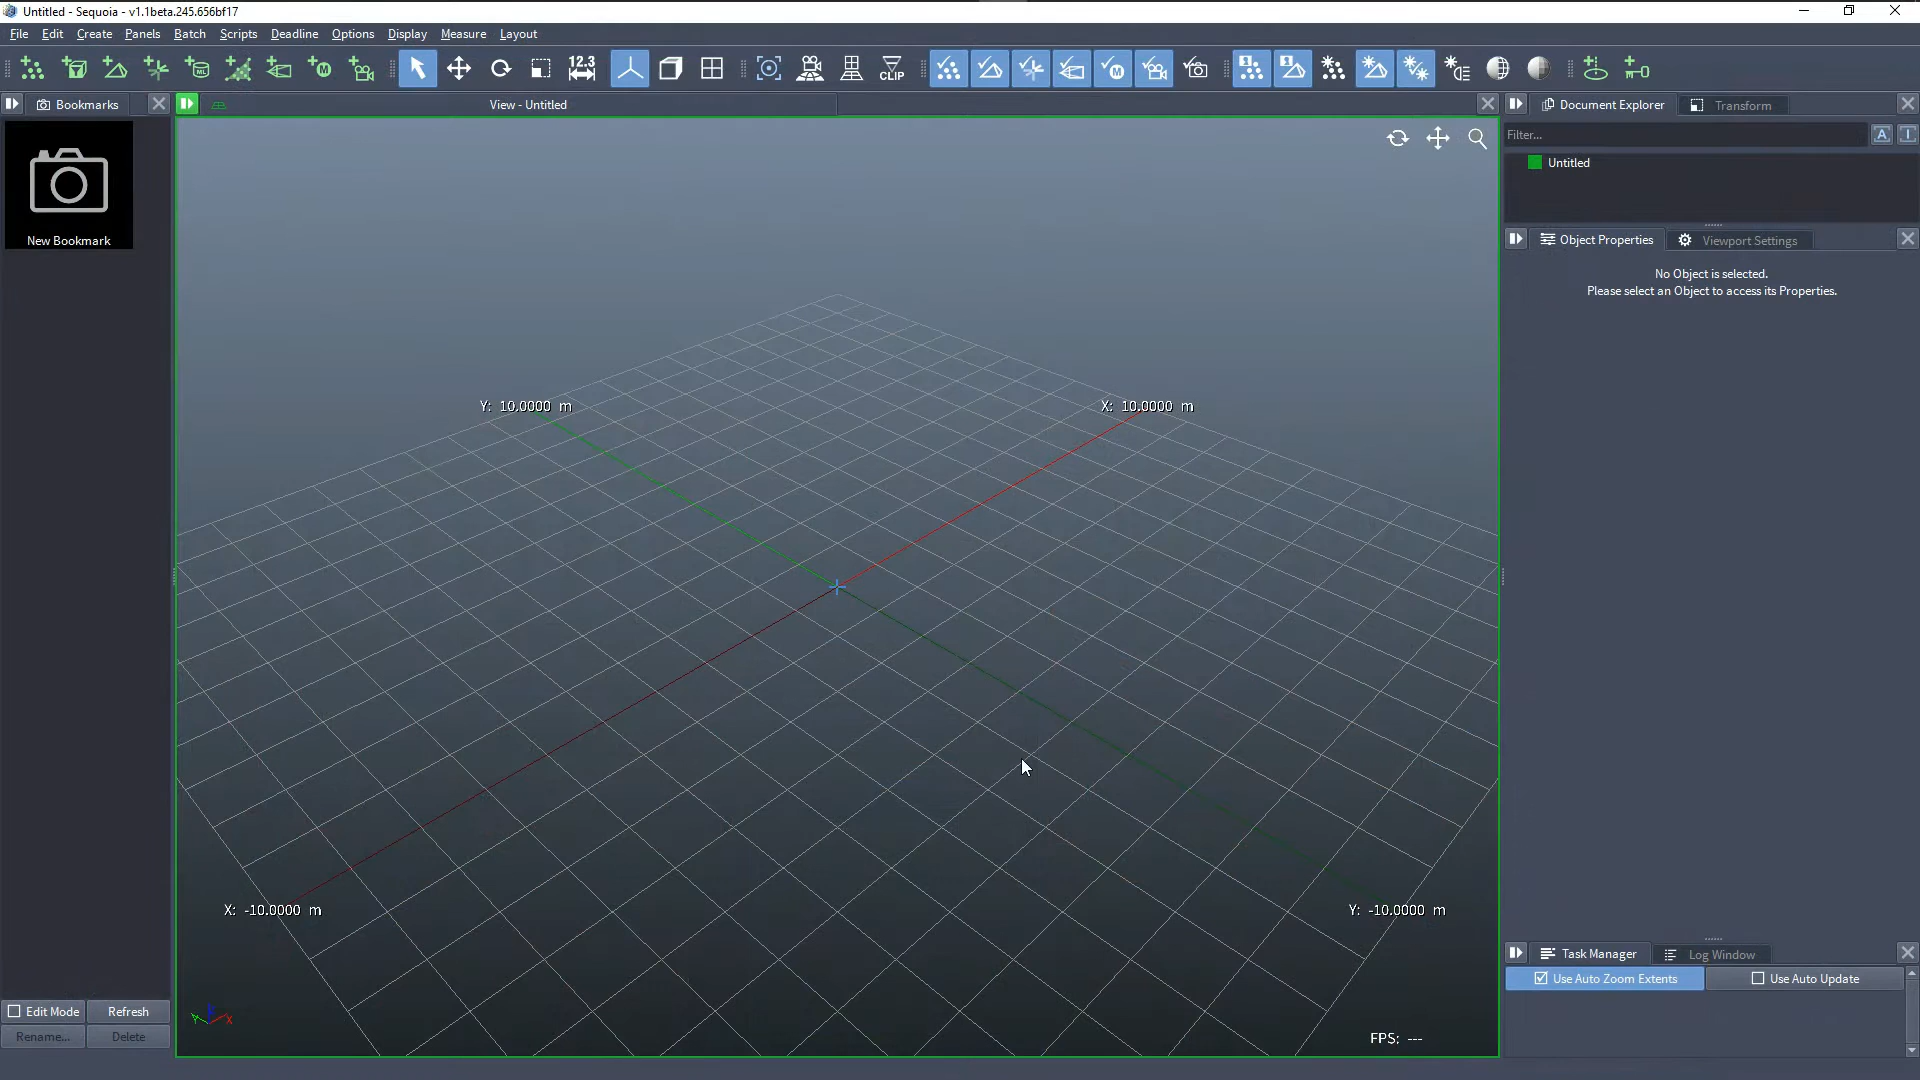 Untitled - Sequoia - v1.1beta.245.656bf17
File Edit Create Panels Batch Scripts Deadline Options Display Measure Layout
ML M 12.3 CLIP M 1 1
Bookmarks View - Untitled Document Explorer Transform
Filter... A I
Untitled
New Bookmark
Object Properties Viewport Settings
No Object is selected.
Please select an Object to access its Properties.
Y: 10.0000 m X: 10.0000 m
X: -10.0000 m Y: -10.0000 m
Task Manager Log Window
Use Auto Zoom Extents Use Auto Update
Edit Mode Refresh
Rename... Delete
Y X
FPS: ---